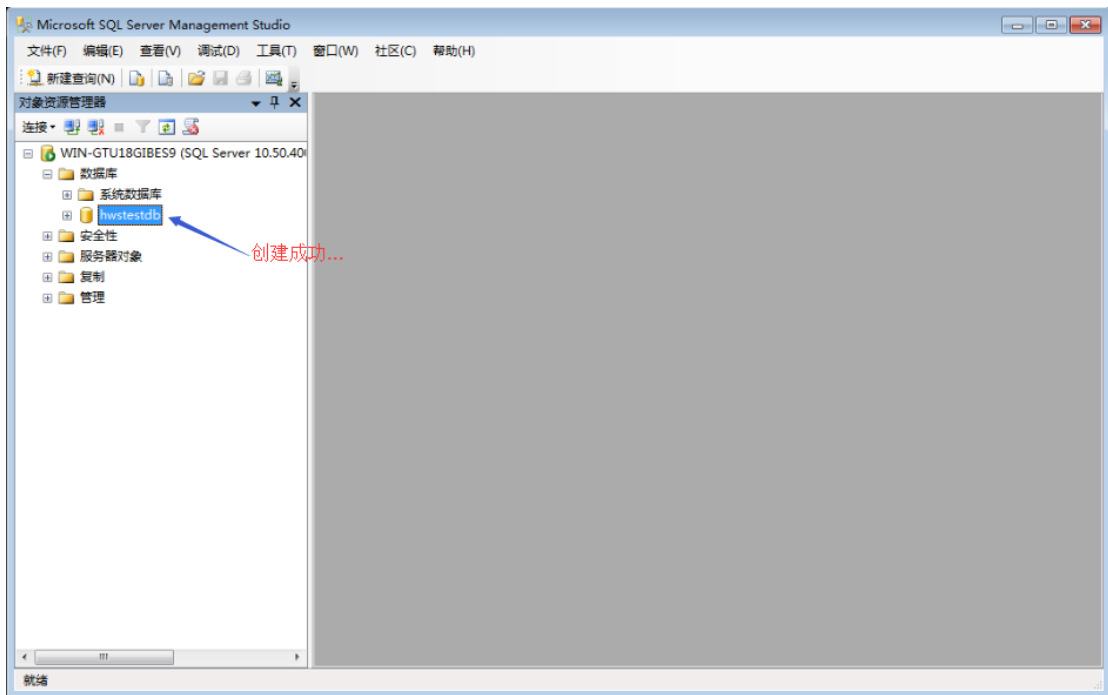 Microsoft SQL Server Management Studio
文件(F) 编辑(E) 查看(V) 调试(D) 工具(T) 窗口(W) 社区(C) 帮助(H)
新建查询(N)
对象资源管理器
连接
WIN-GTU18GIBES9 (SQL Server 10.50.400
数据库
系统数据库
hwstestdb
安全性
创建成功...
服务器对象
复制
管理
就绪